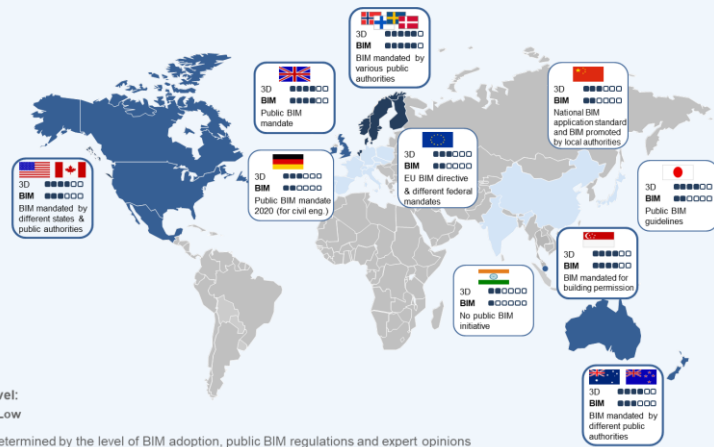 3D
BIM
BIM mandated by
various public
authorities
3D
BIM
Public BIM
mandate
3D
BIM
National BIM
application standard
and BIM promoted
by local authorities
3D
BIM
EU BIM directive
& different federal
mandates
3D
BIM
Public BIM mandate
2020 (for civil eng.)
3D
BIM
BIM mandated by
different states &
public authorities
3D
BIM
Public BIM
guidelines
3D
BIM
BIM mandated for
building permission
3D
BIM
No public BIM
initiative
3D
BIM
BIM mandated by
different public
authorities
vel:
Low
etermined by the level of BIM adoption, public BIM regulations and expert opinions